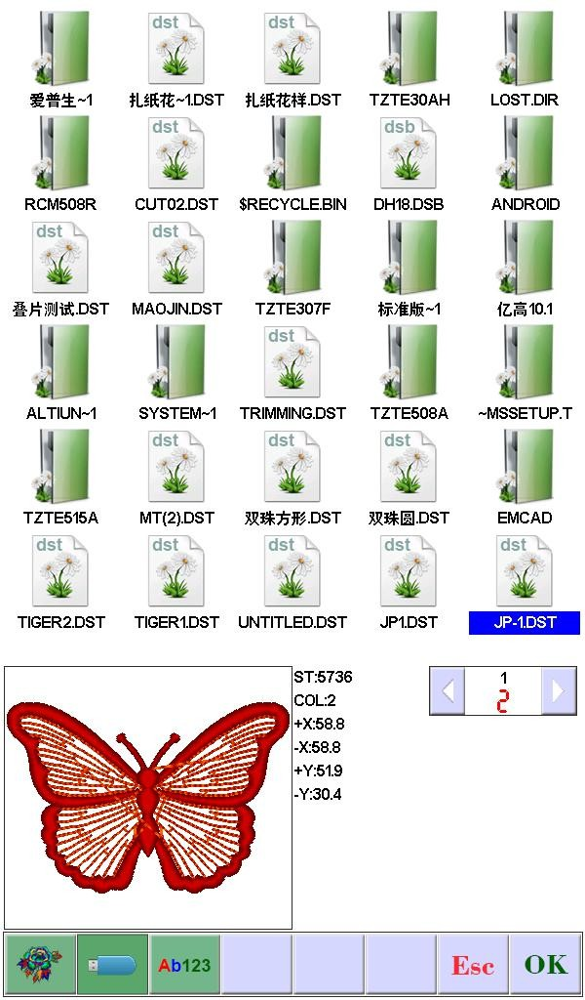 dst dst
爱普生~1 扎纸花~1.DST 扎纸花样.DST TZTE30AH LOST.DIR
dst dsb
RCM508R CUT02.DST $RECYCLE.BIN DH18.DSB ANDROID
dst dst
叠片测试.DST MAOJIN.DST TZTE307F 标准版~1 亿高10.1
dst
ALTIUN~1 SYSTEM~1 TRIMMING.DST TZTE508A ~MSSETUP.T
dst dst dst
TZTE515A MT(2).DST 双珠方形.DST 双珠圆.DST EMCAD
dst dst dst dst dst
TIGER2.DST TIGER1.DST UNTITLED.DST JP1.DST JP-1.DST
ST:5736
COL:2
+X:58.8
-X:58.8
+Y:51.9
-Y:30.4
1
2
Ab123 Esc OK